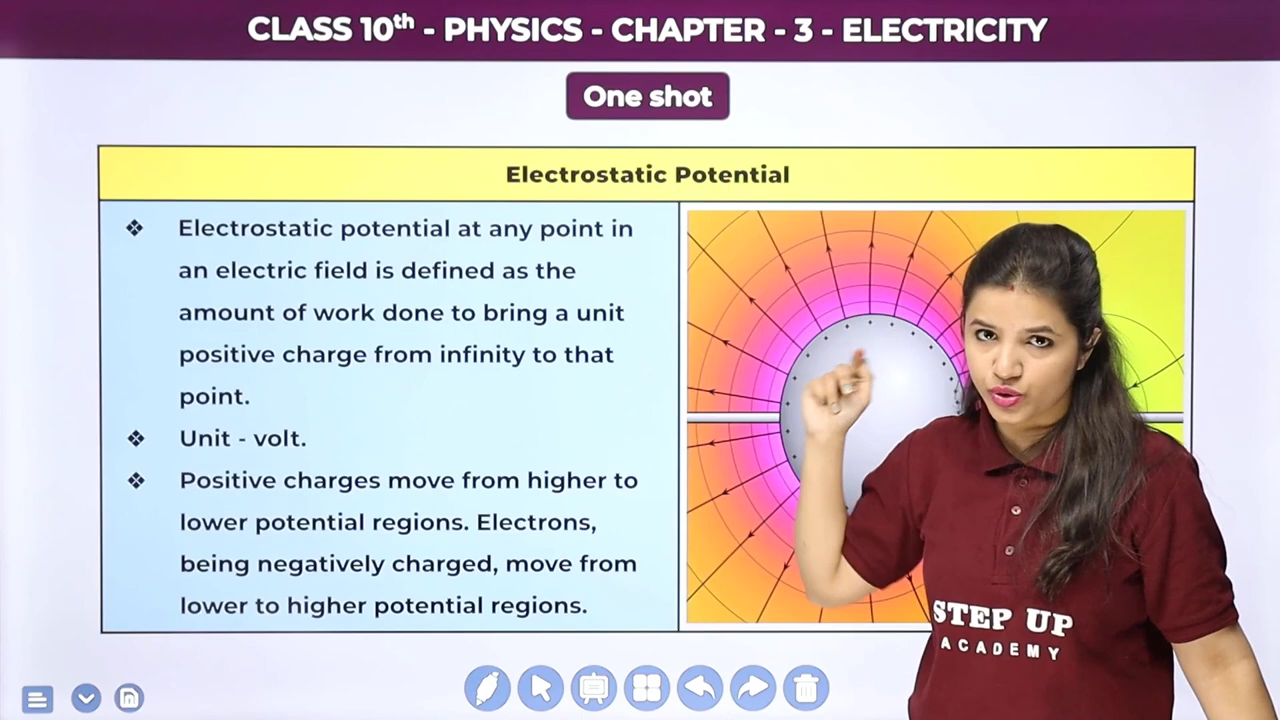 CLASS 10th - PHYSICS - CHAPTER - 3 - ELECTRICITY
One shot
Electrostatic Potential
❖ Electrostatic potential at any point in
an electric field is defined as the
amount of work done to bring a unit
positive charge from infinity to that
point.
❖ Unit - volt.
❖ Positive charges move from higher to
lower potential regions. Electrons,
being negatively charged, move from
lower to higher potential regions.
STEP UP
ACADEMY